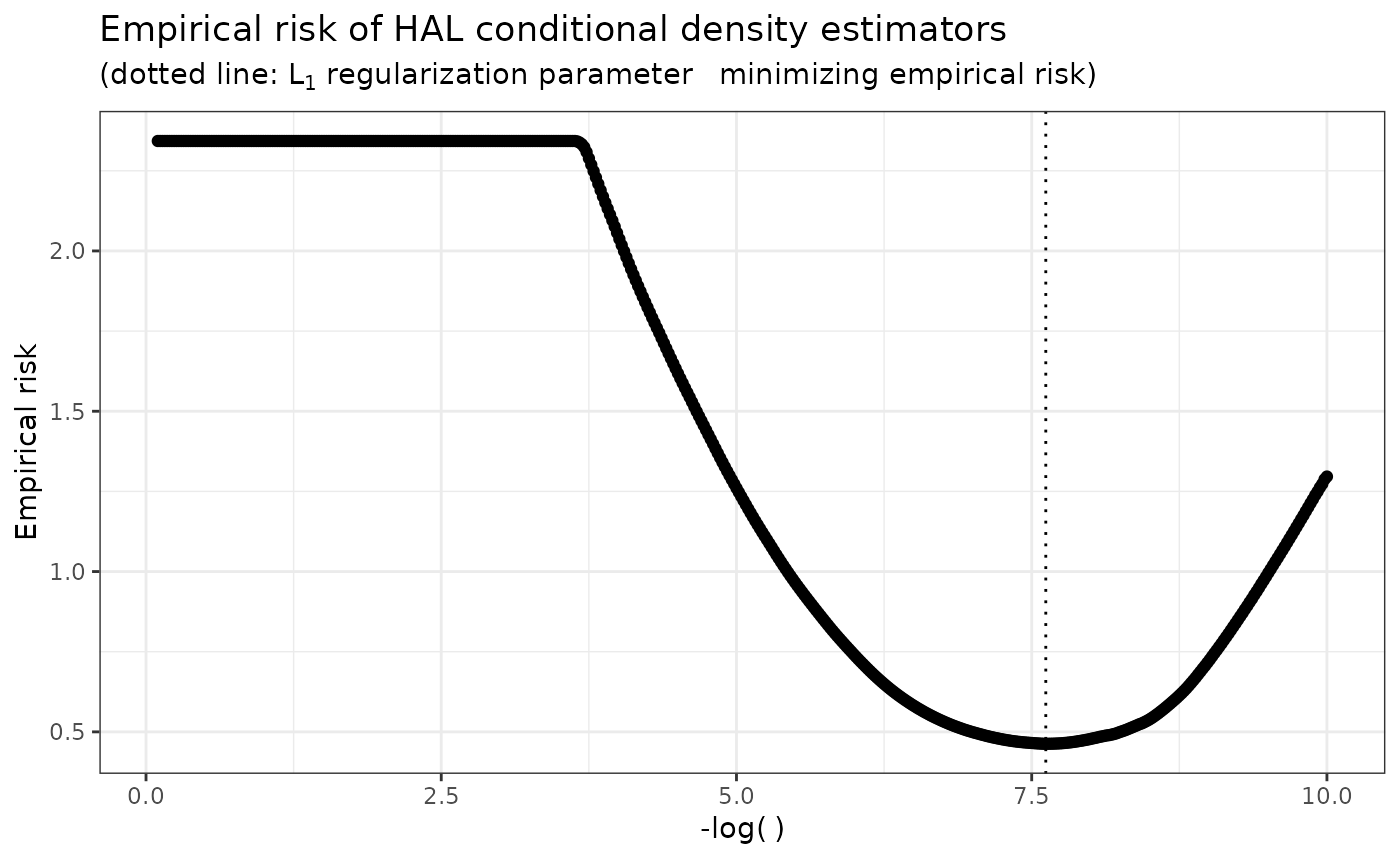 Empirical risk of HAL conditional density estimators
(dotted line: L₁ regularization parameter   minimizing empirical risk)
Empirical risk
2.0
1.5
1.0
0.5
0.0 2.5 5.0 7.5 10.0
-log( )